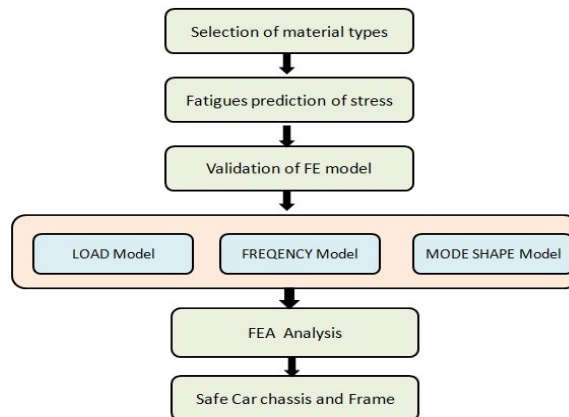 Selection of material types
Fatigues prediction of stress
Validation of FE model
LOAD Model
FREQENCY Model
MODE SHAPE Model
FEA Analysis
Safe Car chassis and Frame